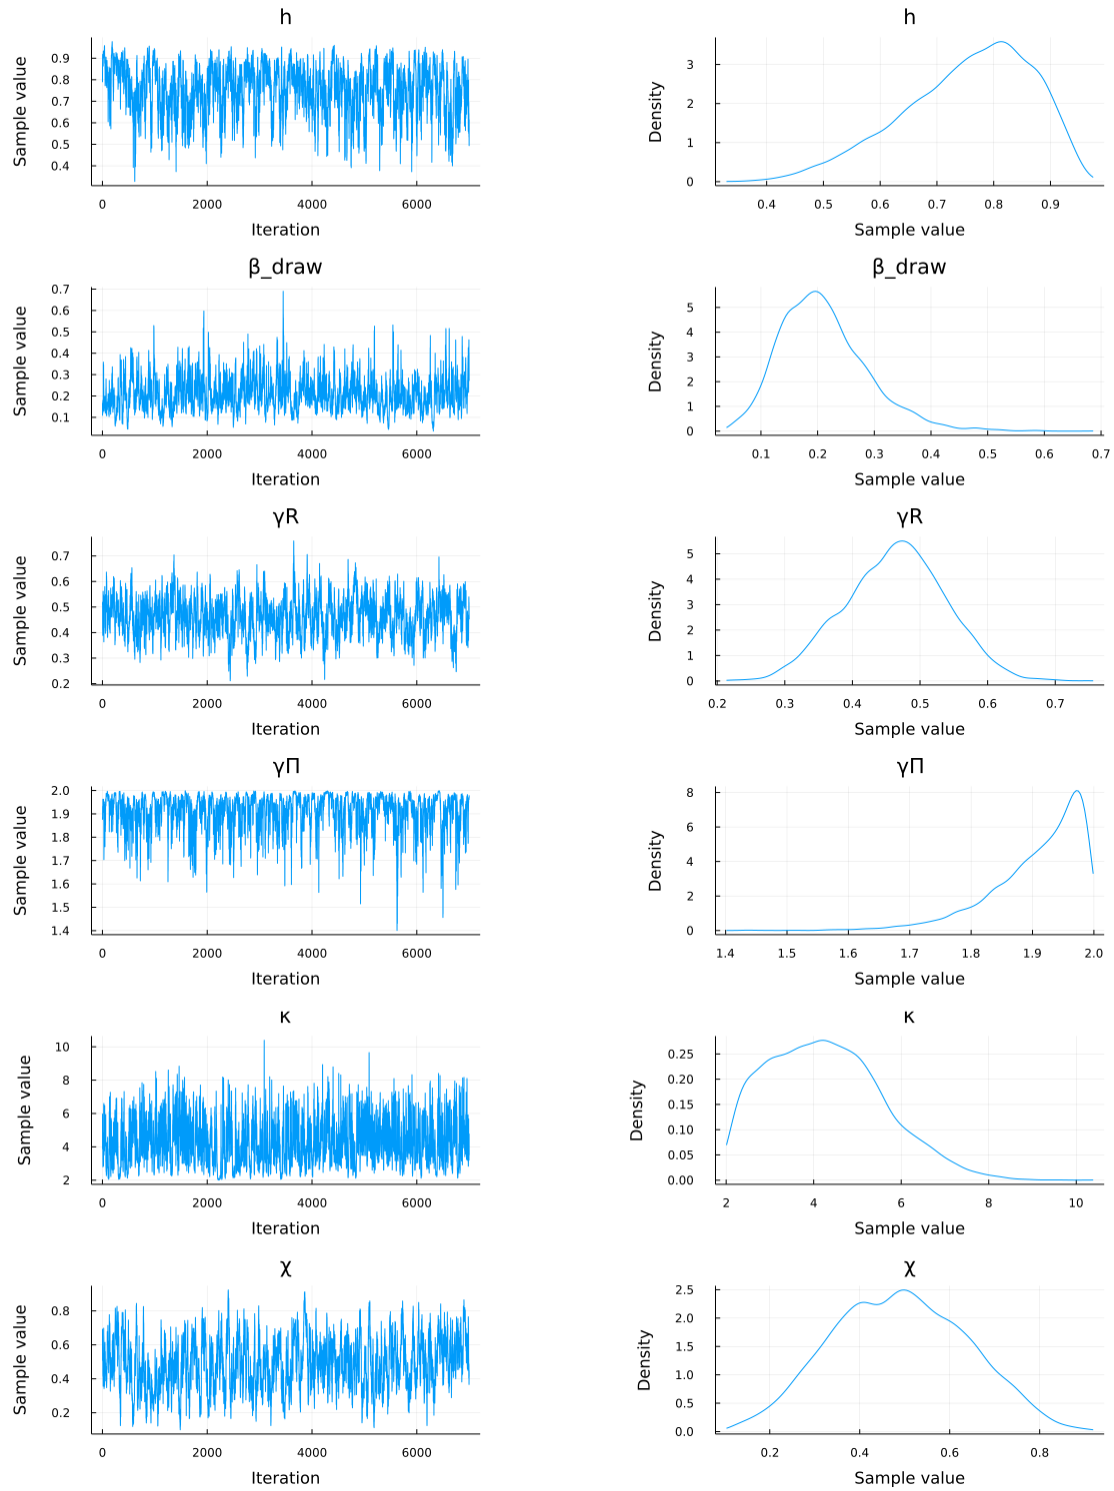 h h
Sample value
0.9
0.8
0.7
0.6
0.5
0.4
0 2000 4000 6000
Iteration
Density
3
2
1
0
0.4 0.5 0.6 0.7 0.8 0.9
Sample value
β_draw β_draw
Sample value
0.7
0.6
0.5
0.4
0.3
0.2
0.1
0 2000 4000 6000
Iteration
Density
5
4
3
2
1
0
0.1 0.2 0.3 0.4 0.5 0.6 0.7
Sample value
γR γR
Sample value
0.7
0.6
0.5
0.4
0.3
0.2
0 2000 4000 6000
Iteration
Density
5
4
3
2
1
0
0.2 0.3 0.4 0.5 0.6 0.7
Sample value
γΠ γΠ
Sample value
2.0
1.9
1.8
1.7
1.6
1.5
1.4
0 2000 4000 6000
Iteration
Density
8
6
4
2
0
1.4 1.5 1.6 1.7 1.8 1.9 2.0
Sample value
κ κ
Sample value
10
8
6
4
2
0 2000 4000 6000
Iteration
Density
0.25
0.20
0.15
0.10
0.05
0.00
2 4 6 8 10
Sample value
χ χ
Sample value
0.8
0.6
0.4
0.2
0 2000 4000 6000
Iteration
Density
2.5
2.0
1.5
1.0
0.5
0.0
0.2 0.4 0.6 0.8
Sample value